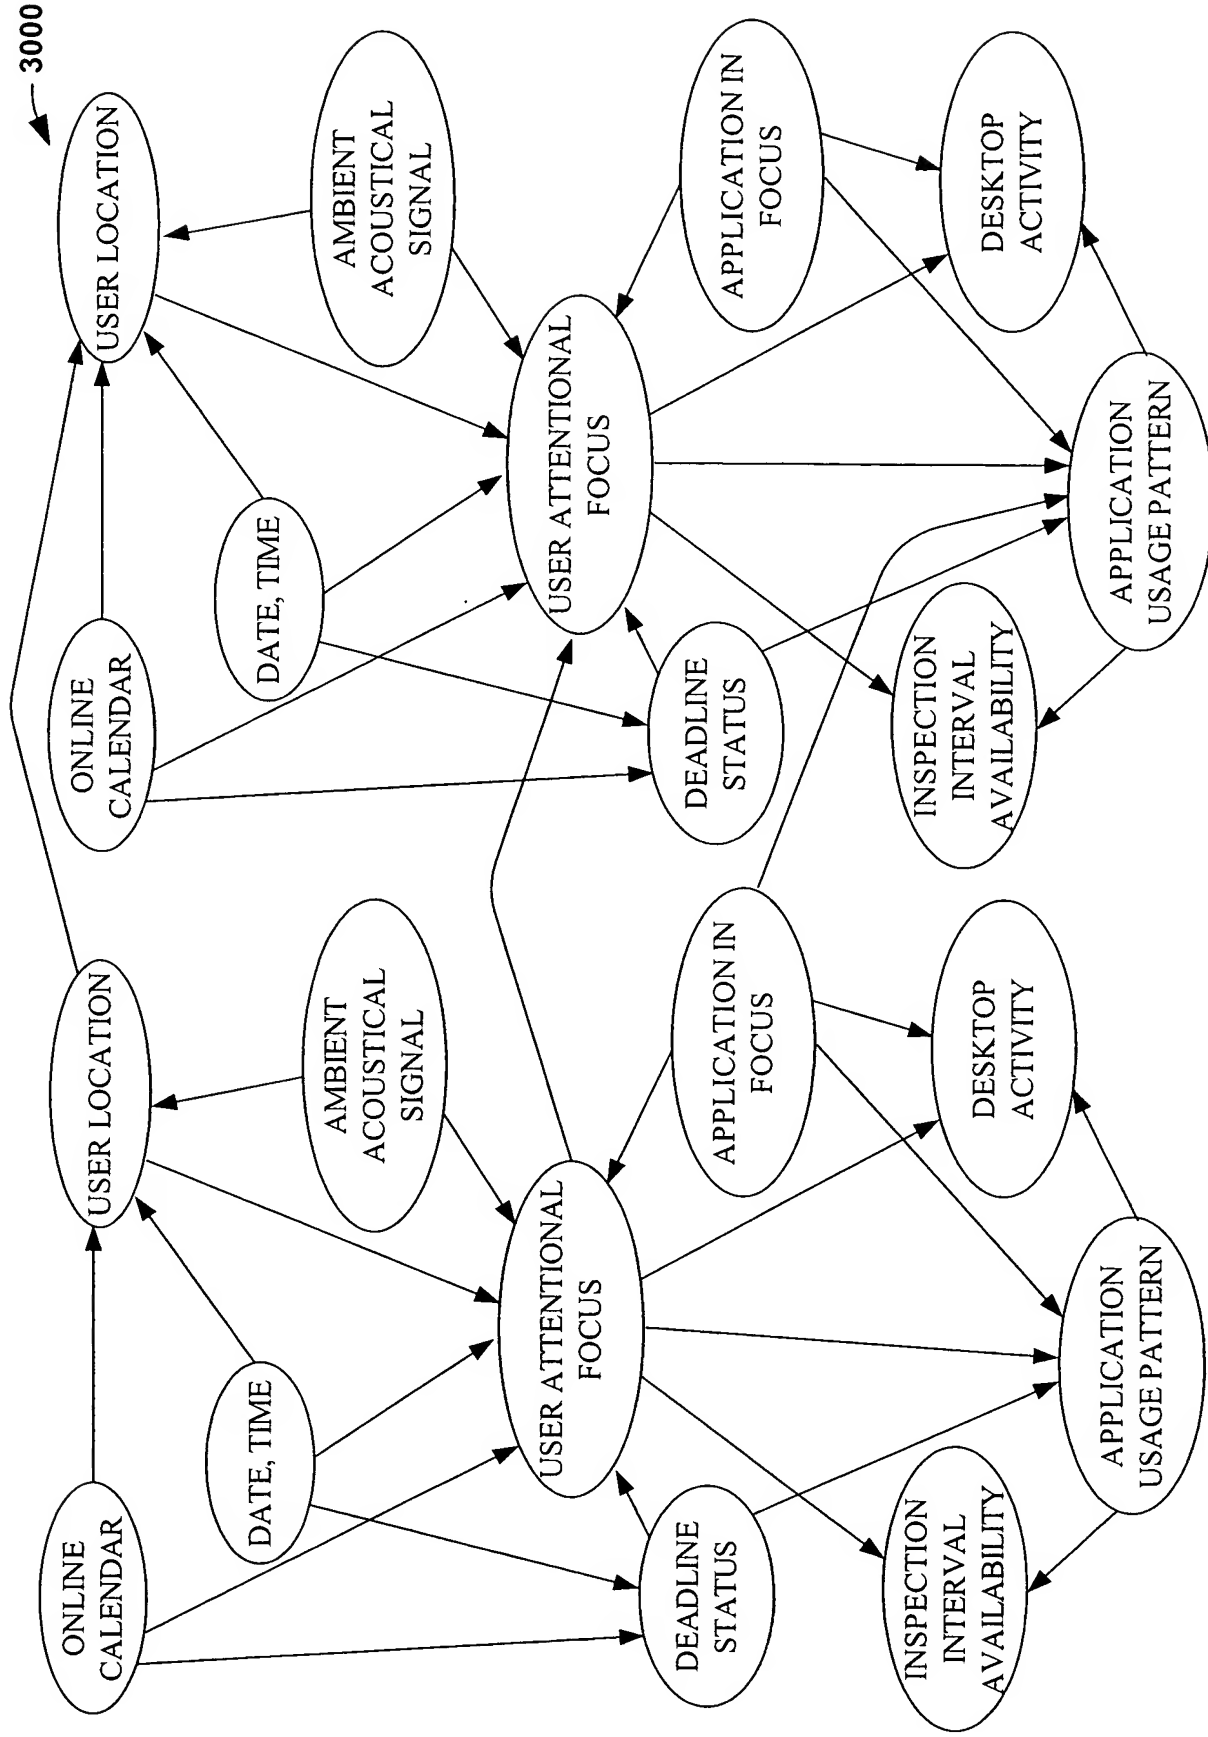 3000
ONLINE
CALENDAR
USER LOCATION
DATE, TIME
AMBIENT
ACOUSTICAL
SIGNAL
USER ATTENTIONAL
FOCUS
DEADLINE
STATUS
APPLICATION IN
FOCUS
INSPECTION
INTERVAL
AVAILABILITY
DESKTOP
ACTIVITY
APPLICATION
USAGE PATTERN
ONLINE
CALENDAR
USER LOCATION
DATE, TIME
AMBIENT
ACOUSTICAL
SIGNAL
USER ATTENTIONAL
FOCUS
DEADLINE
STATUS
APPLICATION IN
FOCUS
INSPECTION
INTERVAL
AVAILABILITY
DESKTOP
ACTIVITY
APPLICATION
USAGE PATTERN